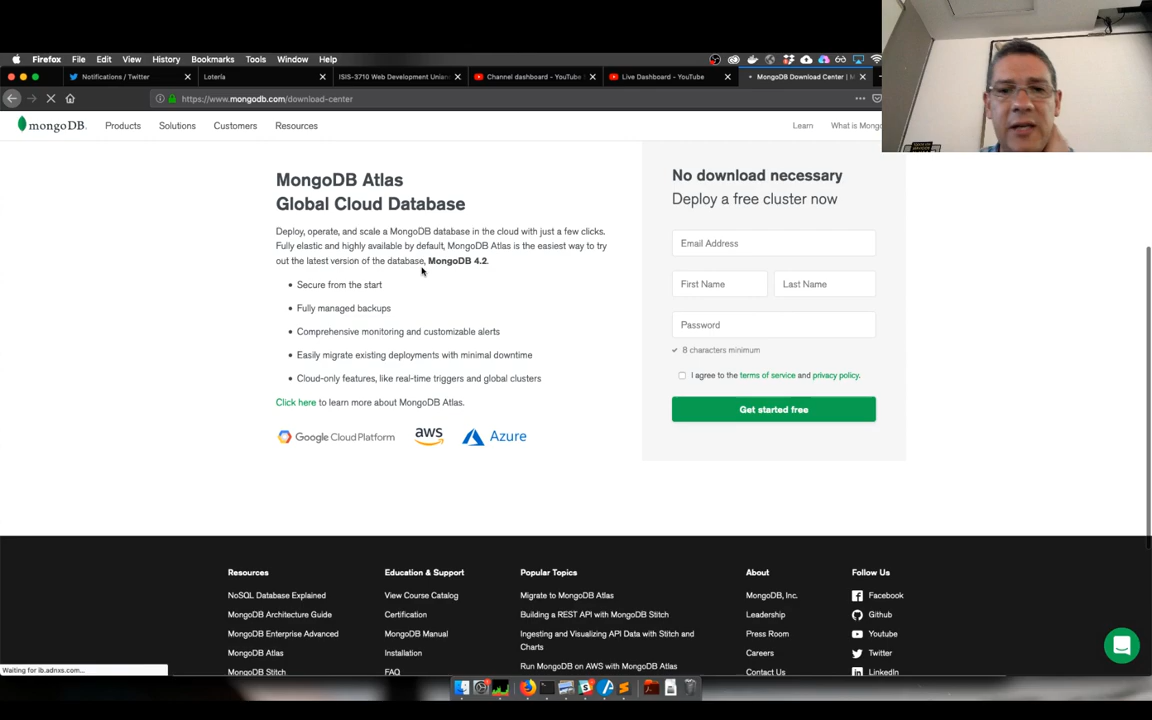 Firefox File Edit View History Bookmarks Tools Window Help
Notifications / Twitter
Lotería
ISIS-3710 Web Development Unian
Channel dashboard - YouTube S
Live Dashboard - YouTube
MongoDB Download Center | M
https://www.mongodb.com/download-center
mongoDB.
Products
Solutions
Customers
Resources
Learn
What is Mong
MongoDB Atlas
Global Cloud Database
Deploy, operate, and scale a MongoDB database in the cloud with just a few clicks.
Fully elastic and highly available by default, MongoDB Atlas is the easiest way to try
out the latest version of the database, MongoDB 4.2.
Secure from the start
Fully managed backups
Comprehensive monitoring and customizable alerts
Easily migrate existing deployments with minimal downtime
Cloud-only features, like real-time triggers and global clusters
Click here to learn more about MongoDB Atlas.
Google Cloud Platform
aws
Azure
No download necessary
Deploy a free cluster now
Email Address
First Name
Last Name
Password
8 characters minimum
I agree to the terms of service and privacy policy.
Get started free
Resources
NoSQL Database Explained
MongoDB Architecture Guide
MongoDB Enterprise Advanced
MongoDB Atlas
MongoDB Stitch
Education & Support
View Course Catalog
Certification
MongoDB Manual
Installation
FAQ
Popular Topics
Migrate to MongoDB Atlas
Building a REST API with MongoDB Stitch
Ingesting and Visualizing API Data with Stitch and
Charts
Run MongoDB on AWS with MongoDB Atlas
About
MongoDB, Inc.
Leadership
Press Room
Careers
Contact Us
Follow Us
Facebook
Github
Youtube
Twitter
LinkedIn
Waiting for ib.adnxs.com...